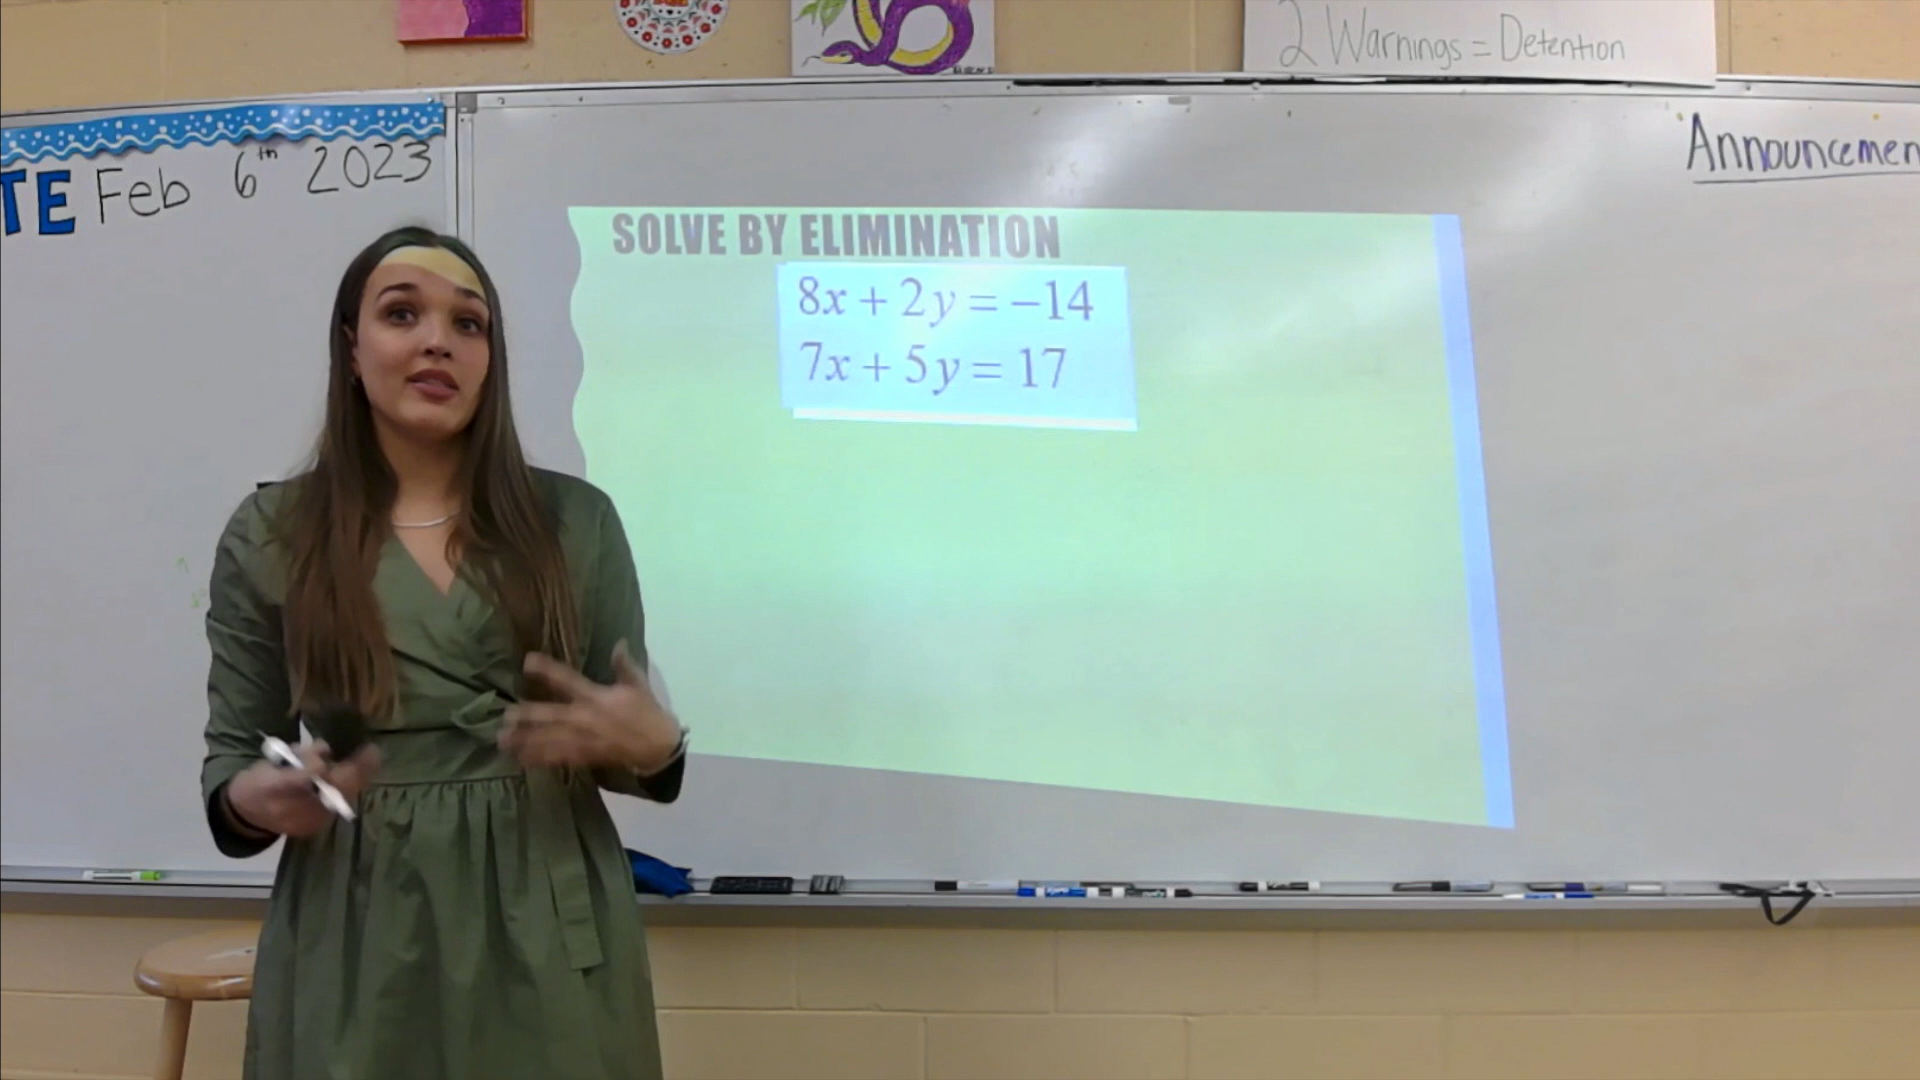 2 Warnings = Detention
TE Feb 6th 2023
Announcemen
SOLVE BY ELIMINATION
8x + 2y = −14
7x + 5y = 17